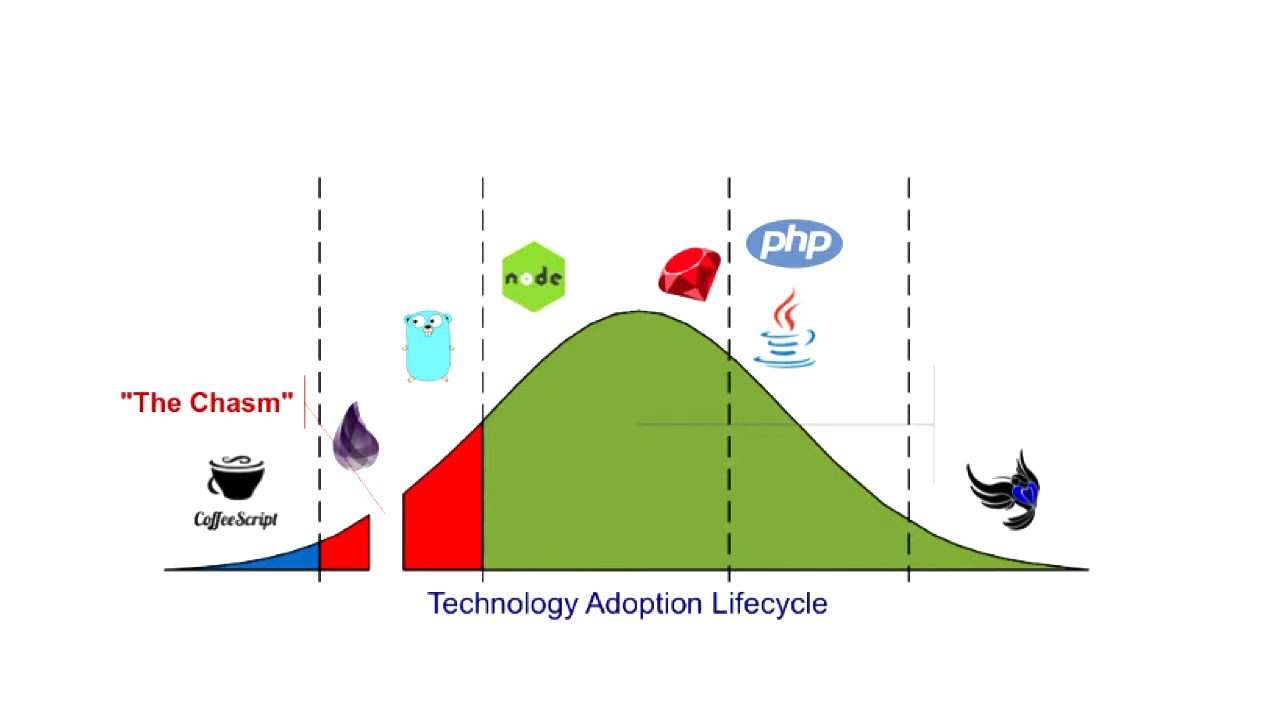 php
node
"The Chasm"
CoffeeScript
Technology Adoption Lifecycle